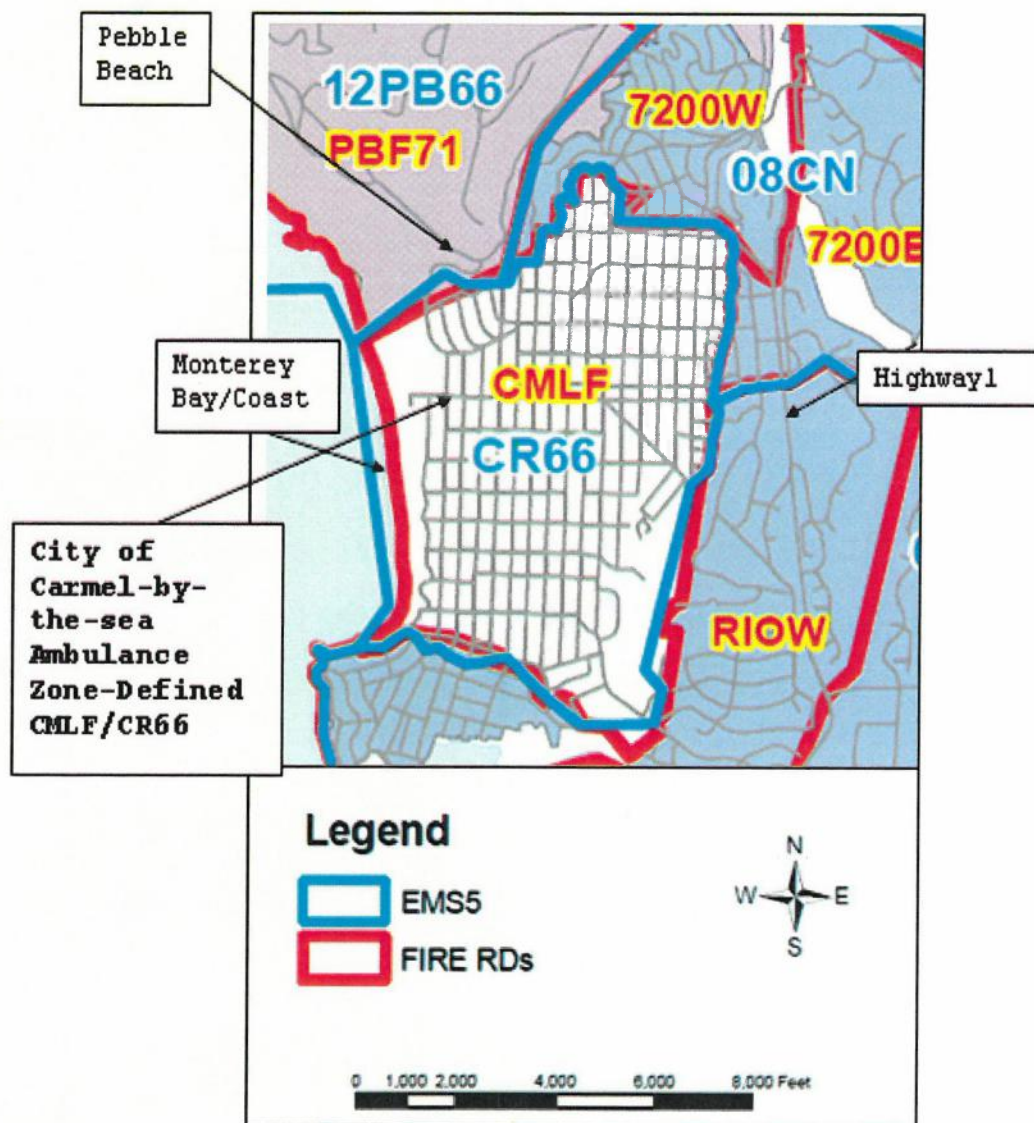 Pebble
Beach
12PB66
PBF71
7200W
08CN
7200E
Monterey
Bay/Coast
CMLF
CR66
Highway1
City of
Carmel-by-
the-sea
Ambulance
Zone-Defined
CMLF/CR66
RIOW
Legend
EMS5
FIRE RDs
N
W E
S
0 1,000 2,000 4,000 6,000 8,000 Feet